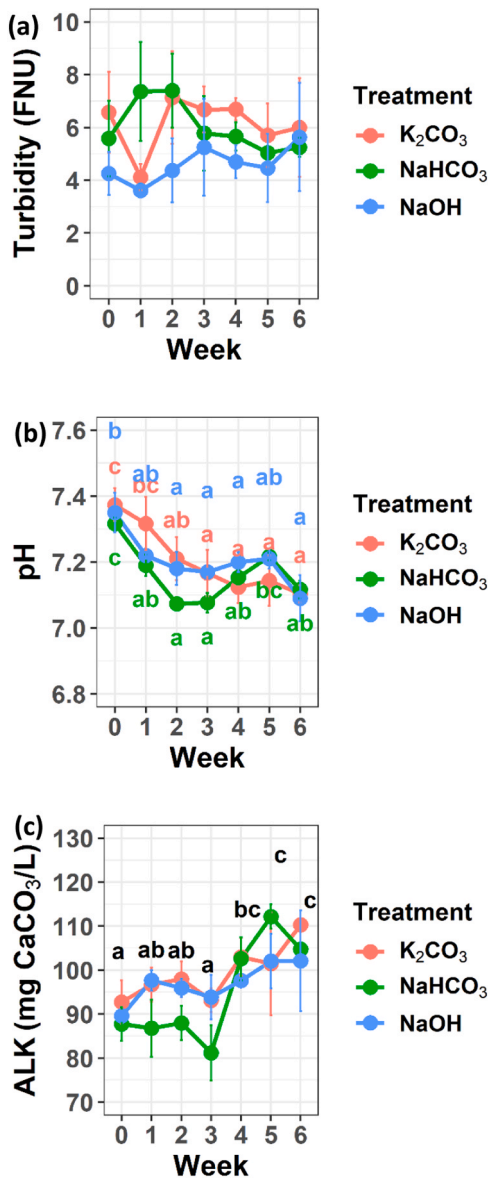 (a)
Turbidity (FNU)
10
8
6
4
2
0
0 1 2 3 4 5 6
Week
Treatment
K₂CO₃
NaHCO₃
NaOH
(b)
pH
7.6
7.4
7.2
7.0
6.8
b ab a a a ab a
c bc ab a a a a
c ab a a ab bc ab
0 1 2 3 4 5 6
Week
Treatment
K₂CO₃
NaHCO₃
NaOH
(c)
ALK (mg CaCO₃/L)
130
120
110
100
90
80
70
a ab ab a bc c c
0 1 2 3 4 5 6
Week
Treatment
K₂CO₃
NaHCO₃
NaOH